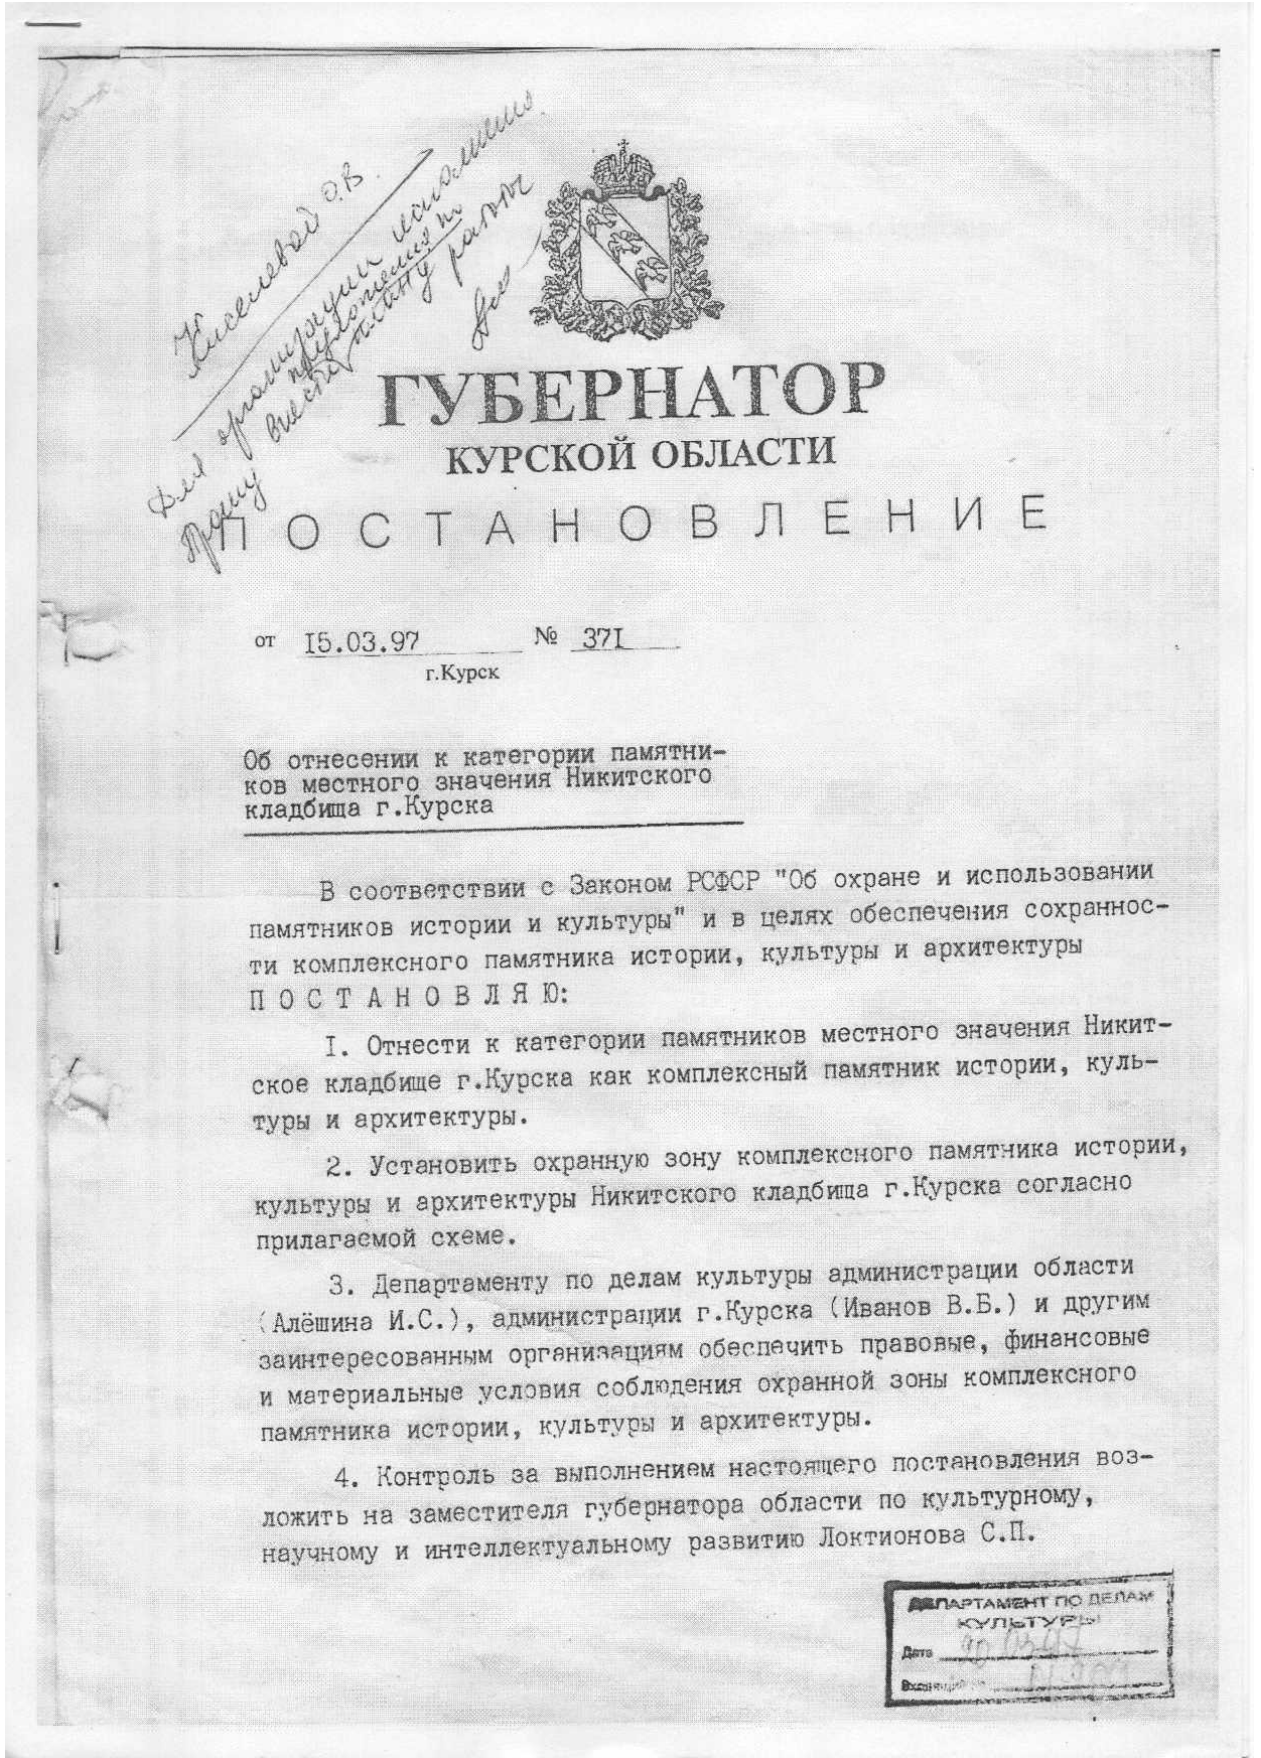 Киселевой О.В.
Для организации исполнения.
Прошу внести предложения по
плану работы
ГУБЕРНАТОР
КУРСКОЙ ОБЛАСТИ
ПОСТАНОВЛЕНИЕ
от I5.03.97 № 37I
г.Курск
Об отнесении к категории памятни-
ков местного значения Никитского
кладбища г.Курска
В соответствии с Законом РСФСР "Об охране и использовании
памятников истории и культуры" и в целях обеспечения сохраннос-
ти комплексного памятника истории, культуры и архитектуры
П О С Т А Н О В Л Я Ю:
I. Отнести к категории памятников местного значения Никит-
ское кладбище г.Курска как комплексный памятник истории, куль-
туры и архитектуры.
2. Установить охранную зону комплексного памятника истории,
культуры и архитектуры Никитского кладбища г.Курска согласно
прилагаемой схеме.
3. Департаменту по делам культуры администрации области
(Алёшина И.С.), администрации г.Курска (Иванов В.Б.) и другим
заинтересованным организациям обеспечить правовые, финансовые
и материальные условия соблюдения охранной зоны комплексного
памятника истории, культуры и архитектуры.
4. Контроль за выполнением настоящего постановления воз-
ложить на заместителя губернатора области по культурному,
научному и интеллектуальному развитию Локтионова С.П.
ДЕПАРТАМЕНТ ПО ДЕЛАМ
КУЛЬТУРЫ
Дата 20.03.97